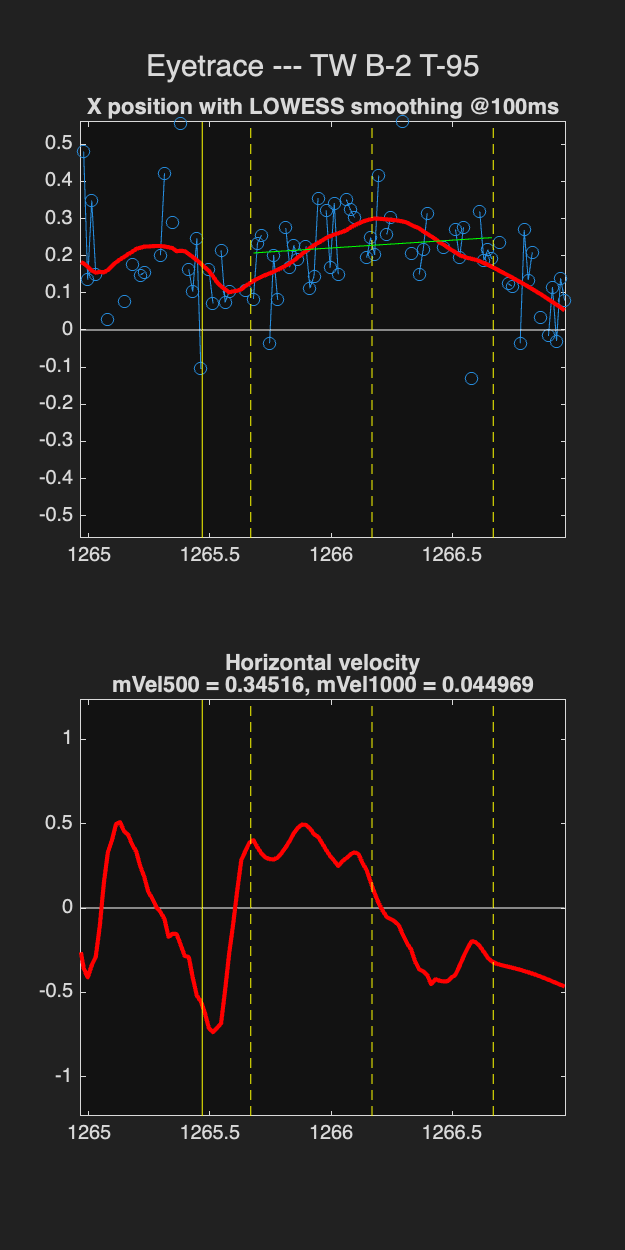 Eyetrace --- TW B-2 T-95
X position with LOWESS smoothing @100ms
0.5
0.4
0.3
0.2
0.1
0
-0.1
-0.2
-0.3
-0.4
-0.5
1265 1265.5 1266 1266.5
Horizontal velocity
mVel500 = 0.34516, mVel1000 = 0.044969
1
0.5
0
-0.5
-1
1265 1265.5 1266 1266.5